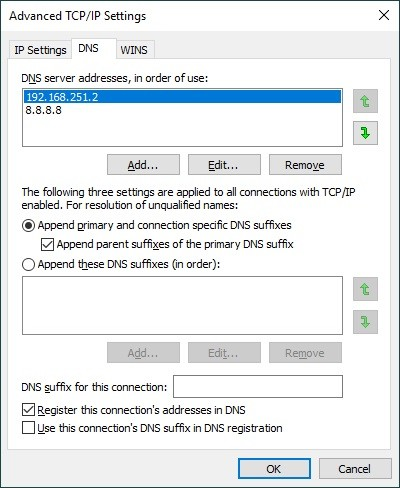 Advanced TCP/IP Settings
IP Settings DNS WINS
DNS server addresses, in order of use:
192.168.251.2
8.8.8.8
Add... Edit... Remove
The following three settings are applied to all connections with TCP/IP
enabled. For resolution of unqualified names:
Append primary and connection specific DNS suffixes
Append parent suffixes of the primary DNS suffix
Append these DNS suffixes (in order):
Add... Edit... Remove
DNS suffix for this connection:
Register this connection's addresses in DNS
Use this connection's DNS suffix in DNS registration
OK Cancel